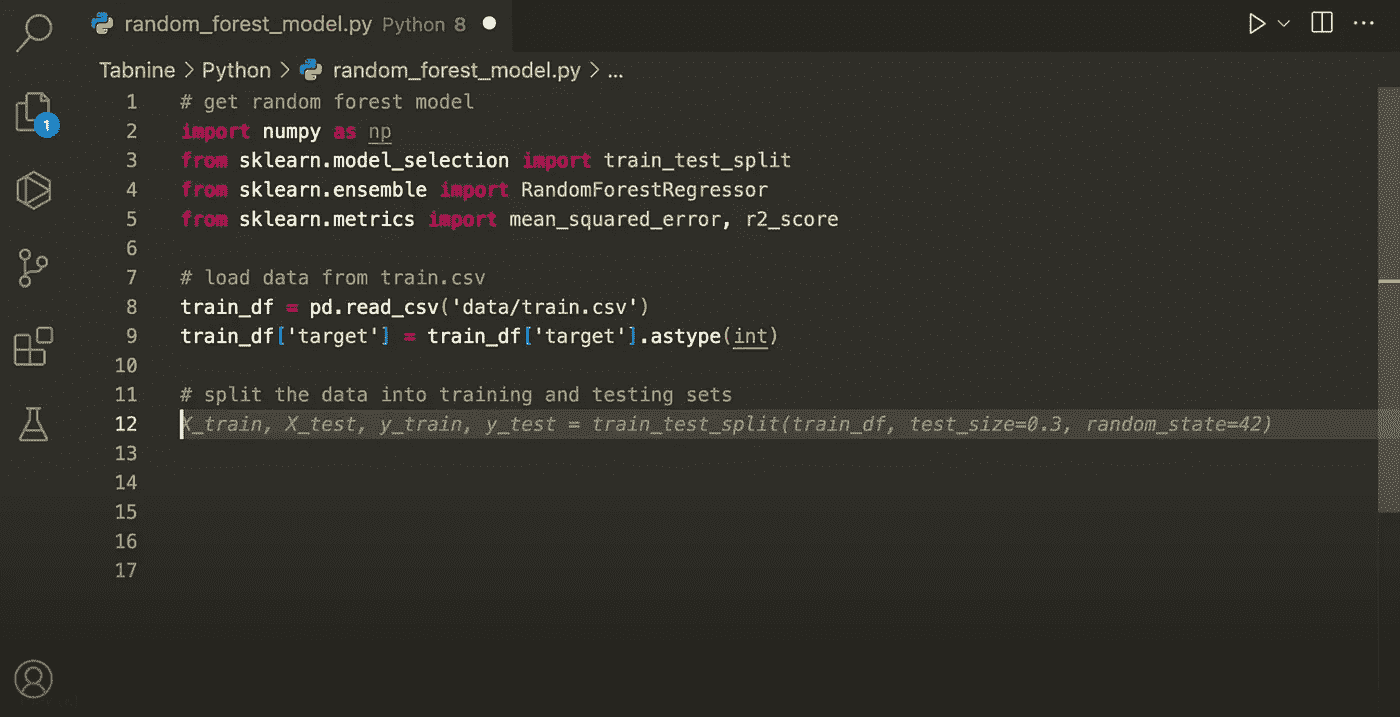 random_forest_model.py Python 8
Tabnine > Python > random_forest_model.py > ...
1
1 # get random forest model
2 import numpy as np
3 from sklearn.model_selection import train_test_split
4 from sklearn.ensemble import RandomForestRegressor
5 from sklearn.metrics import mean_squared_error, r2_score
6
7 # load data from train.csv
8 train_df = pd.read_csv('data/train.csv')
9 train_df['target'] = train_df['target'].astype(int)
10
11 # split the data into training and testing sets
12 X_train, X_test, y_train, y_test = train_test_split(train_df, test_size=0.3, random_state=42)
13
14
15
16
17